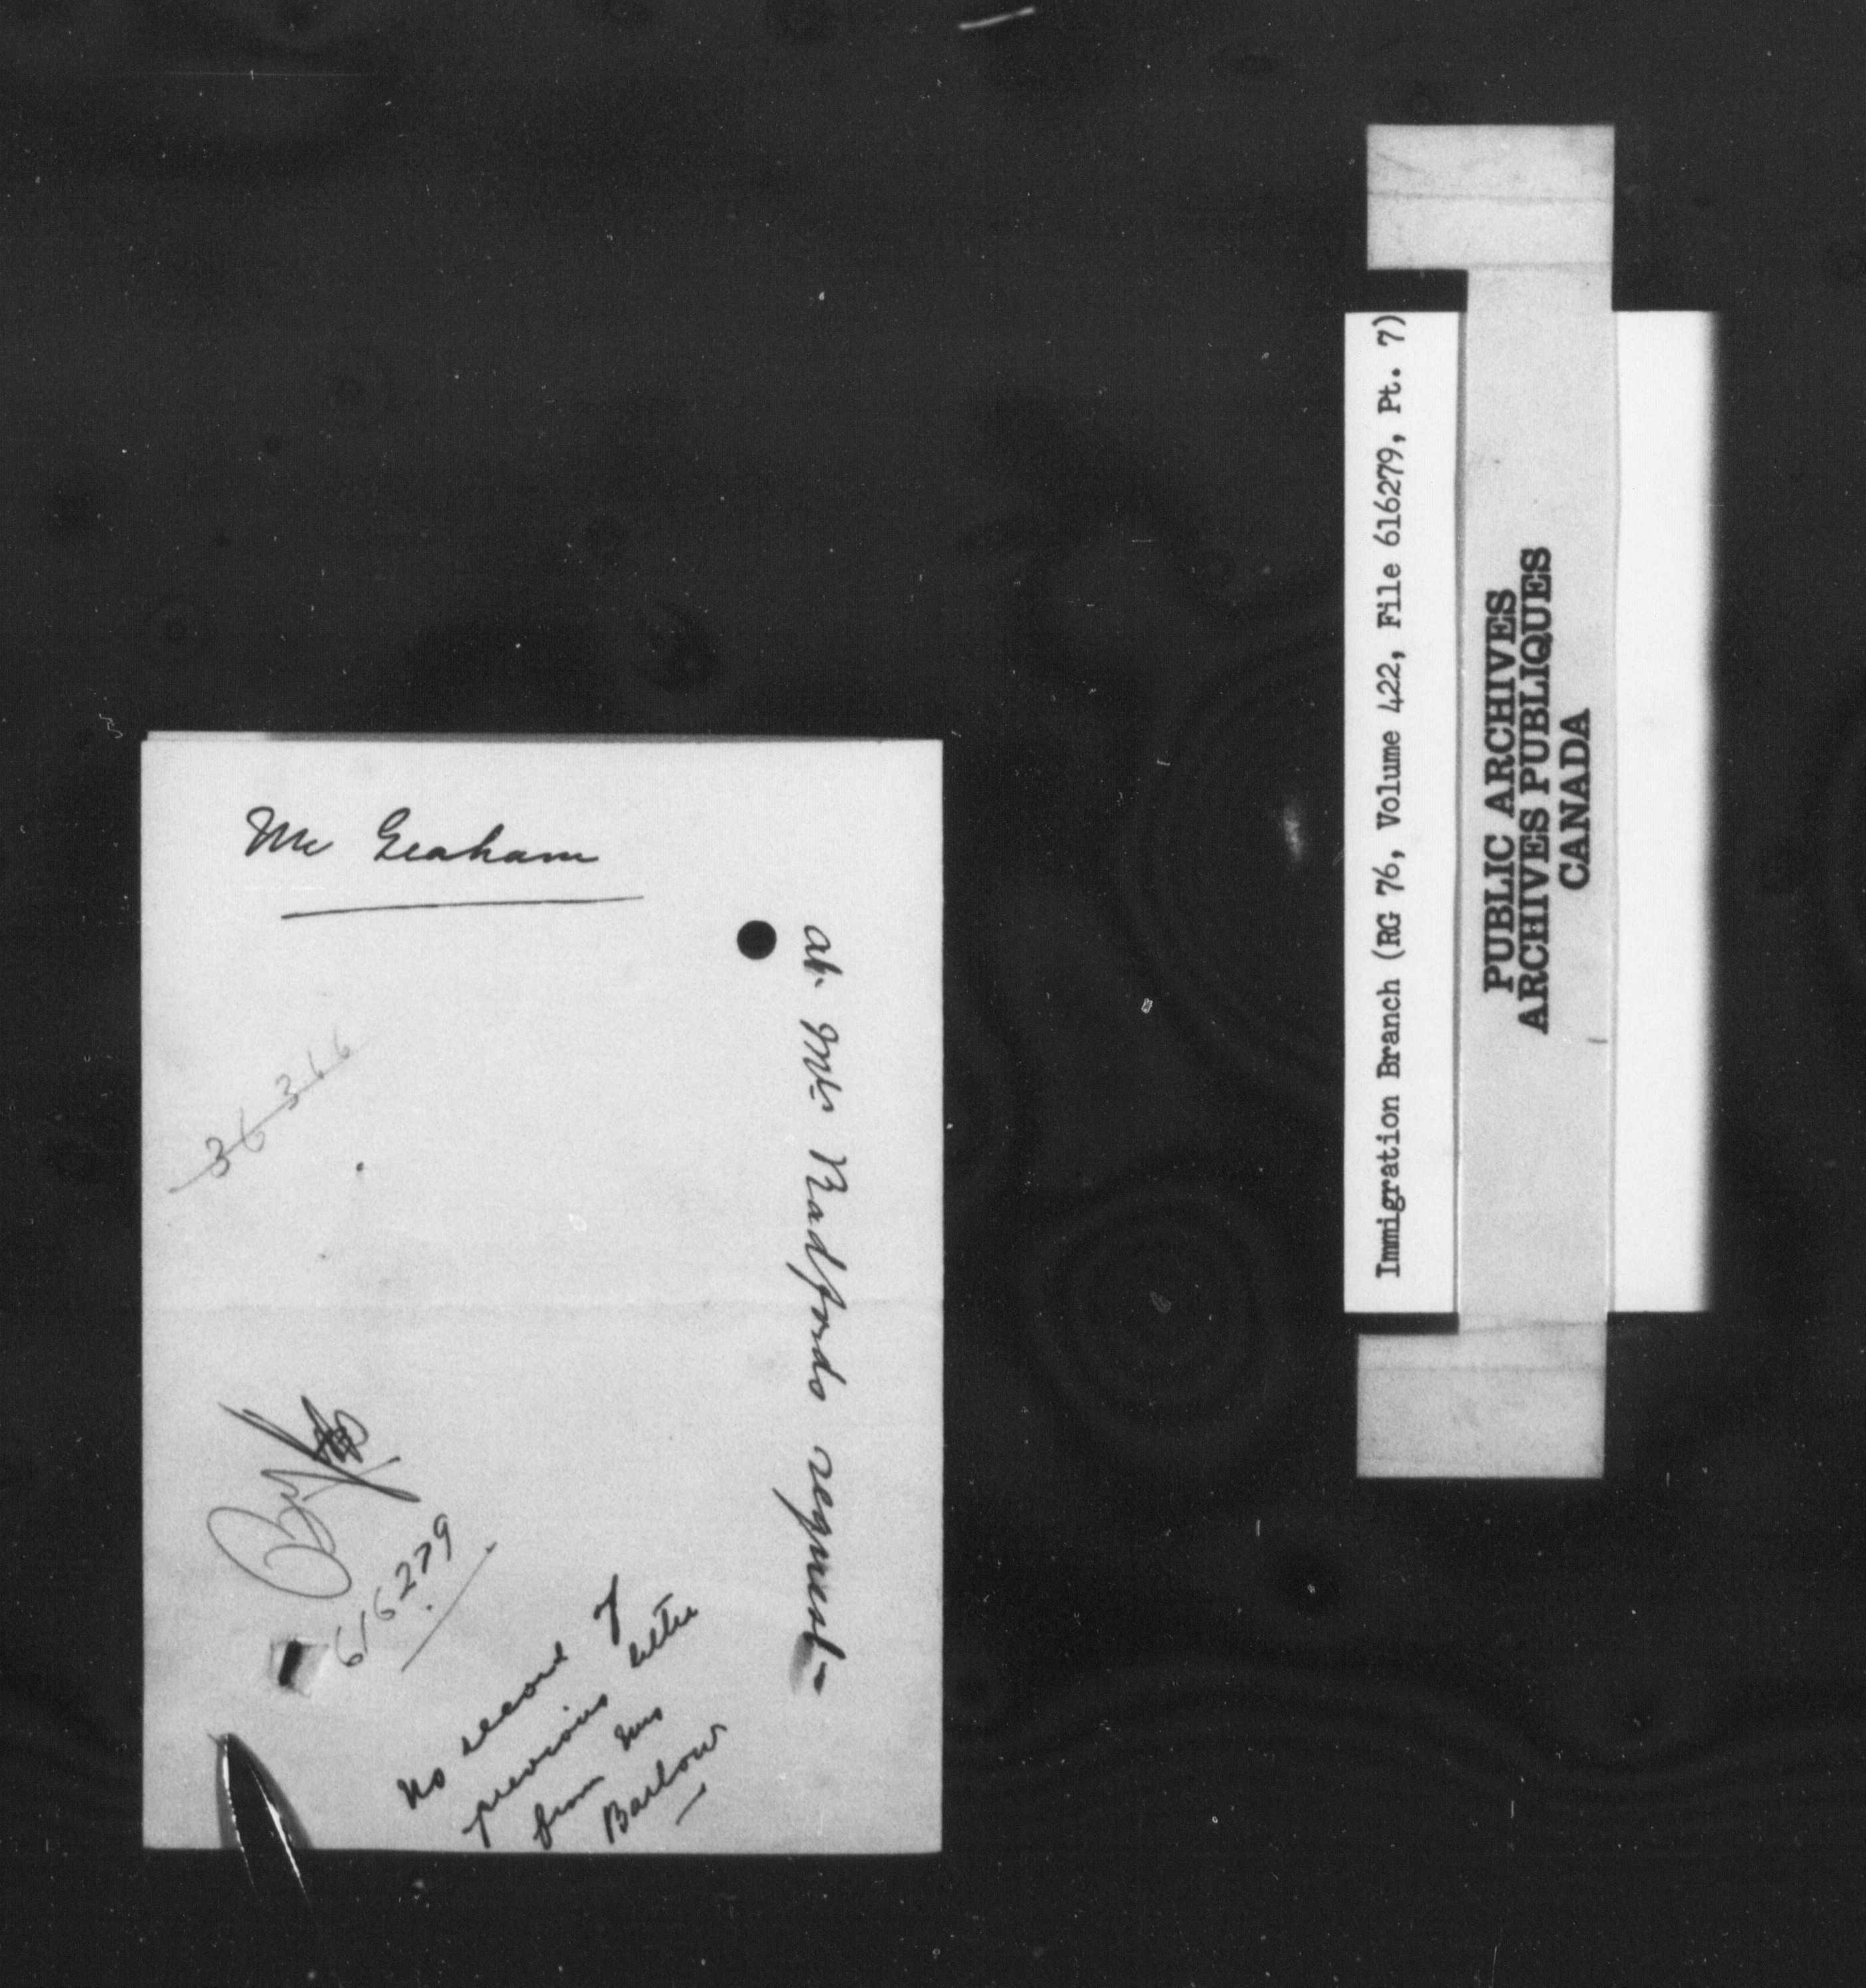 Mr Graham
at Mrs Radfords request
36366
616279
No record of
previous letter
from Mrs
Barlow
Immigration Branch (RG 76, Volume 422, File 616279, Pt. 7)
PUBLIC ARCHIVES
ARCHIVES PUBLIQUES
CANADA